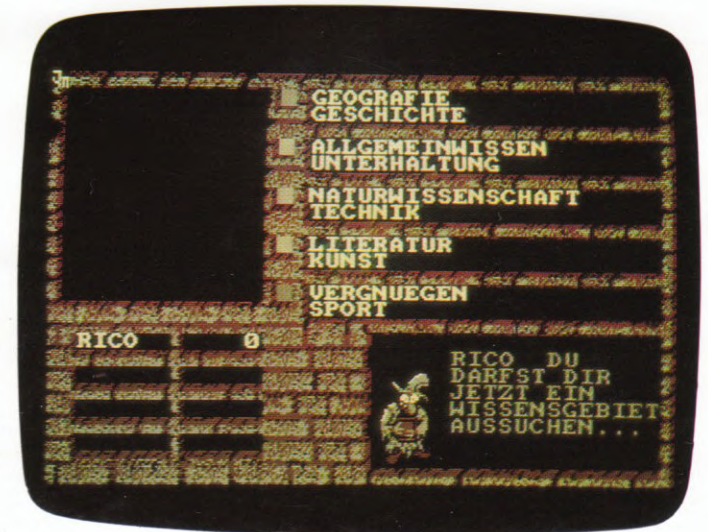 GEOGRAFIE
GESCHICHTE
ALLGEMEINWISSEN
UNTERHALTUNG
NATURWISSENSCHAFT
TECHNIK
LITERATUR
KUNST
VERGNUEGEN
SPORT
RICO 0
RICO DU
DARFST DIR
JETZT EIN
WISSENSGEBIET
AUSSUCHEN...